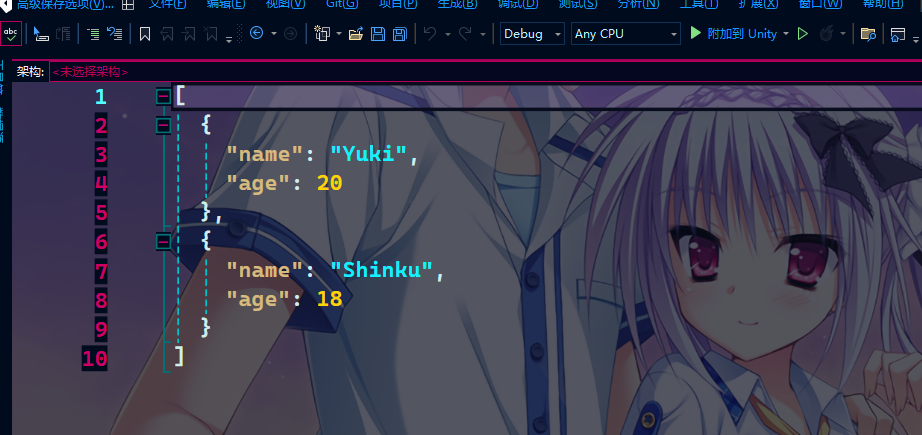 高级保存选项(V)... 文件(F) 编辑(E) 视图(V) Git(G) 项目(P) 生成(B) 调试(D) 测试(S) 分析(N) 工具(T) 扩展(X) 窗口(W) 帮助(H)
abc Debug Any CPU 附加到 Unity
架构: <未选择架构>
1 [
2 {
3 "name": "Yuki",
4 "age": 20
5 },
6 {
7 "name": "Shinku",
8 "age": 18
9 }
10 ]